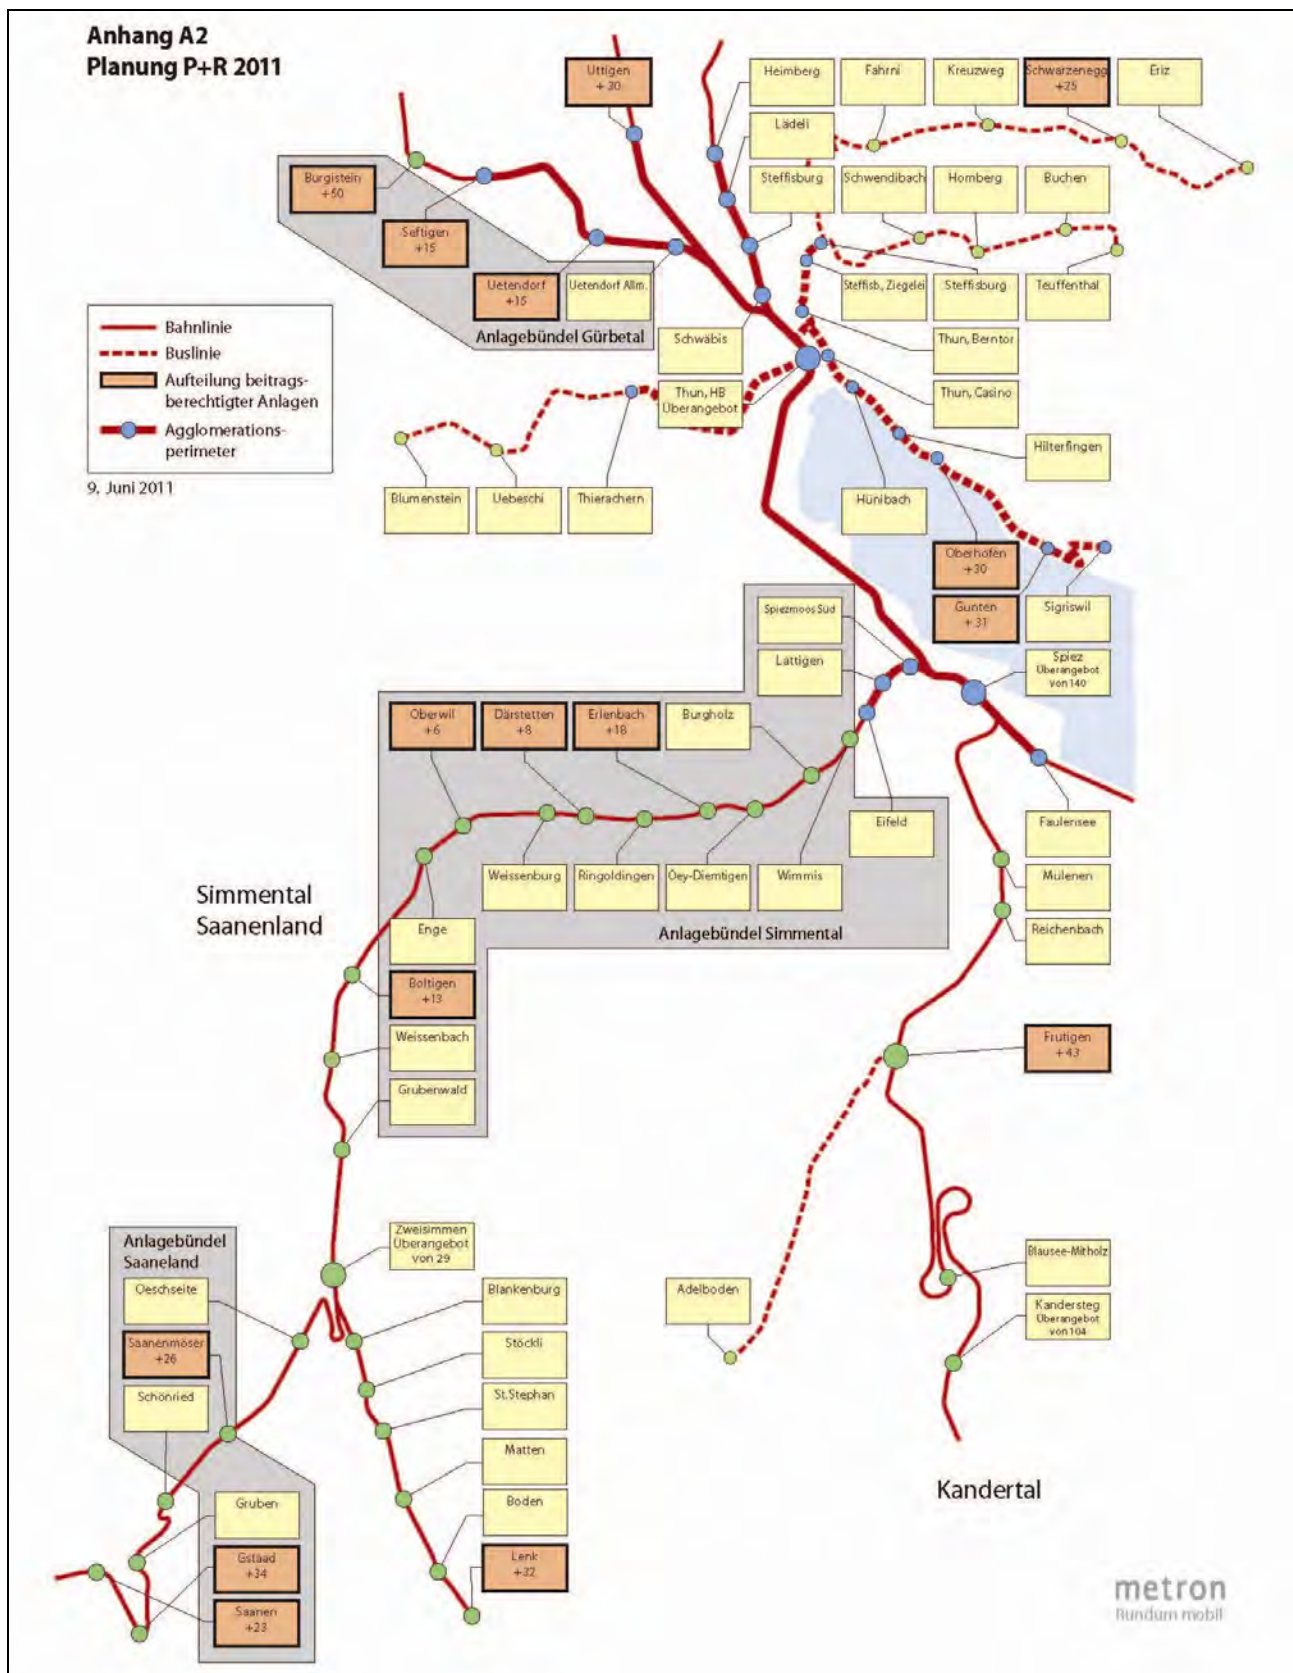 Anhang A2
Planung P+R 2011
Uttigen
+ 30
Heimberg
Fahrni
Kreuzweg
Schwarzenegg
+25
Eriz
Lädeli
Burgistein
+50
Steffisburg
Schwendibach
Homberg
Buchen
Seftigen
+15
Uetendorf
+15
Uetendorf Allm.
Steffisb., Ziegelei
Steffisburg
Teuffenthal
Anlagebündel Gürbetal
Schwäbis
Thun, Berntor
Bahnlinie
Buslinie
Aufteilung beitrags-
berechtigter Anlagen
Agglomerations-
perimeter
Thun, HB
Überangebot
Thun, Casino
Hilterfingen
9. Juni 2011
Blumenstein
Uebeschi
Thierachern
Hünibach
Oberhofen
+30
Gunten
+ 31
Sigriswil
Spiezmoos Süd
Lattigen
Spiez
Überangebot
von 140
Oberwil
+6
Därstetten
+8
Erlenbach
+18
Burgholz
Eifeld
Faulensee
Weissenburg
Ringoldingen
Oey-Diemtigen
Wimmis
Mülenen
Simmental
Saanenland
Enge
Anlagebündel Simmental
Reichenbach
Boltigen
+13
Weissenbach
Frutigen
+43
Grubenwald
Anlagebündel
Saaneland
Zweisimmen
Überangebot
von 29
Blausee-Mitholz
Oeschseite
Blankenburg
Adelboden
Kandersteg
Überangebot
von 104
Saanenmöser
+26
Stöckli
Schönried
St.Stephan
Matten
Kandertal
Gruben
Boden
Gstaad
+34
Lenk
+32
Saanen
+23
metron
Rundum mobil